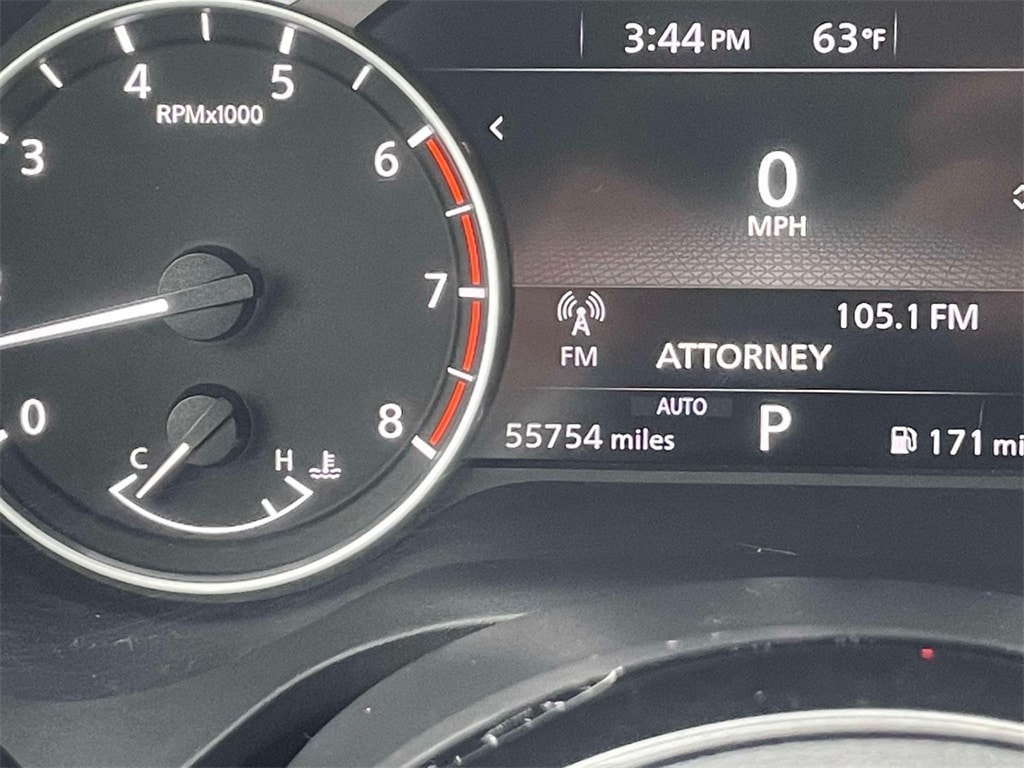 3:44 PM 63°F
4 5
RPMx1000
3 6
0
MPH
7
105.1 FM
FM ATTORNEY
AUTO
0 8
55754 miles P 171 mi
C H